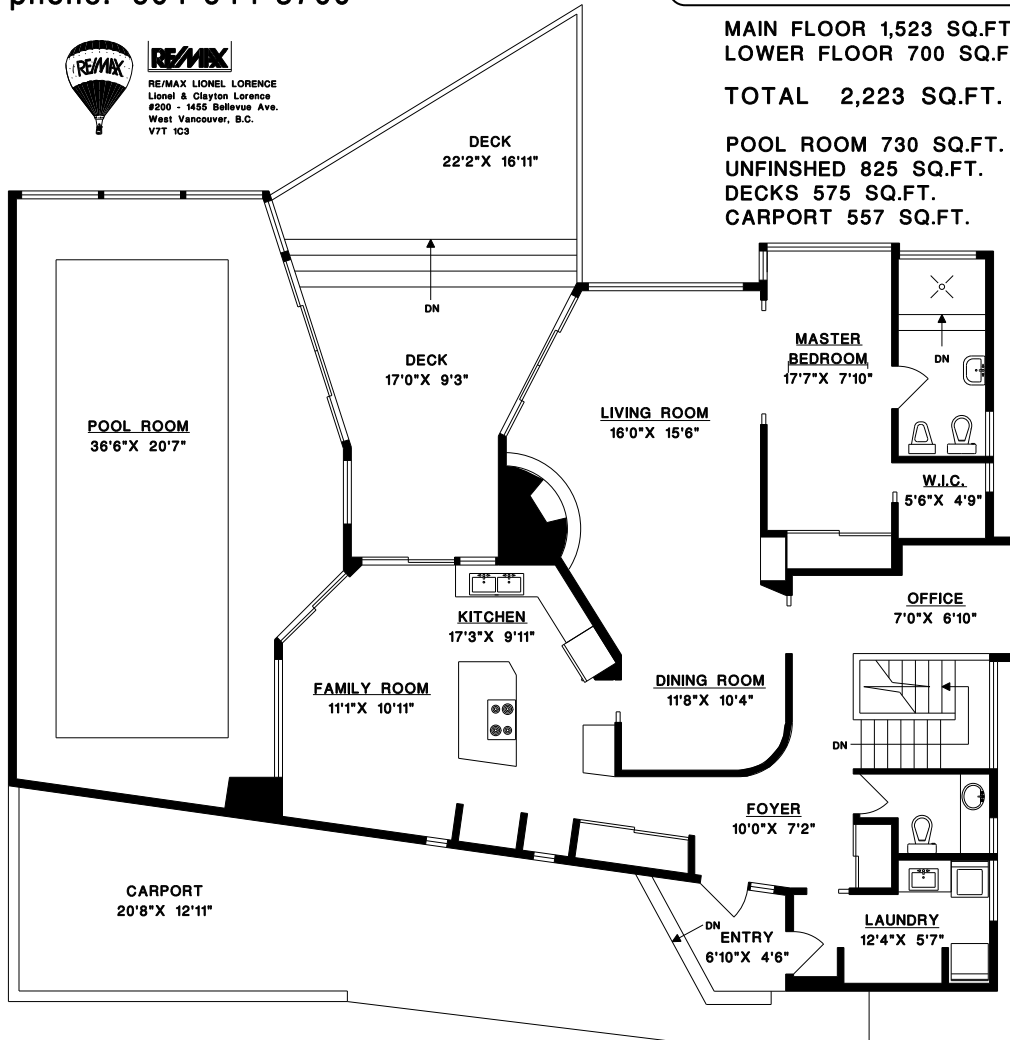 MAIN FLOOR 1,523 SQ.FT
LOWER FLOOR 700 SQ.F
TOTAL 2,223 SQ.FT.
POOL ROOM 730 SQ.FT.
UNFINSHED 825 SQ.FT.
DECKS 575 SQ.FT.
CARPORT 557 SQ.FT.
RE/MAX
RE/MAX
RE/MAX LIONEL LORENCE
Lionel & Clayton Lorence
#200 - 1455 Bellevue Ave.
West Vancouver, B.C.
V7T 1C3
DECK
22'2"X 16'11"
DN
DECK
17'0"X 9'3"
POOL ROOM
36'6"X 20'7"
LIVING ROOM
16'0"X 15'6"
MASTER
BEDROOM
17'7"X 7'10"
DN
W.I.C.
5'6"X 4'9"
OFFICE
7'0"X 6'10"
KITCHEN
17'3"X 9'11"
FAMILY ROOM
11'1"X 10'11"
DINING ROOM
11'8"X 10'4"
DN
FOYER
10'0"X 7'2"
CARPORT
20'8"X 12'11"
DN
ENTRY
6'10"X 4'6"
LAUNDRY
12'4"X 5'7"